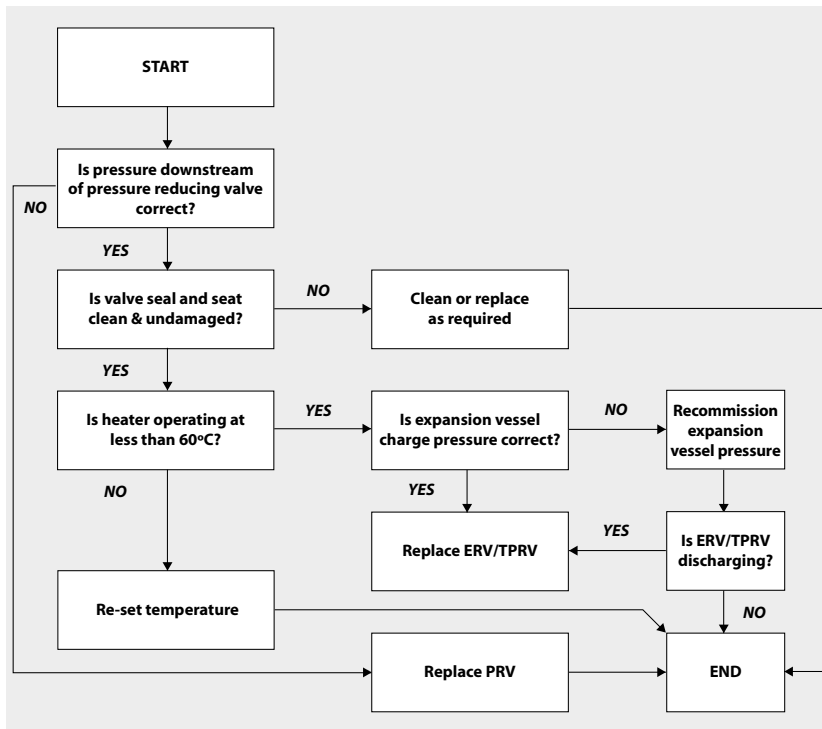 START
Is pressure downstream
of pressure reducing valve
correct?
NO
YES
Is valve seal and seat
clean & undamaged?
NO
Clean or replace
as required
YES
Is heater operating at
less than 60ºC?
YES
Is expansion vessel
charge pressure correct?
NO
Recommission
expansion
vessel pressure
NO
YES
Replace ERV/TPRV
YES
Is ERV/TPRV
discharging?
Re-set temperature
NO
Replace PRV
END